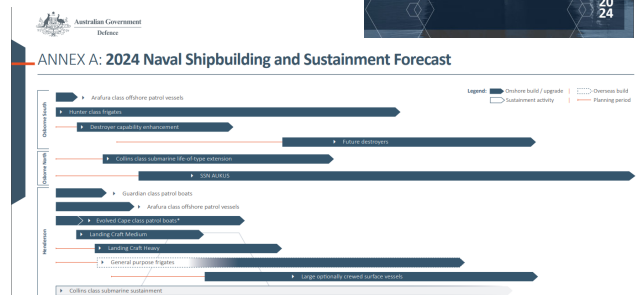 20
24
Australian Government
Defence
ANNEX A: 2024 Naval Shipbuilding and Sustainment Forecast
Legend:
Onshore build / upgrade
Overseas build
Sustainment activity
Planning period
Osborne South
Arafura class offshore patrol vessels
Hunter class frigates
Destroyer capability enhancement
Future destroyers
Osborne North
Collins class submarine life-of-type extension
SSN AUKUS
Henderson
Guardian class patrol boats
Arafura class offshore patrol vessels
Evolved Cape class patrol boats*
Landing Craft Medium
Landing Craft Heavy
General purpose frigates
Large optionally crewed surface vessels
Collins class submarine sustainment